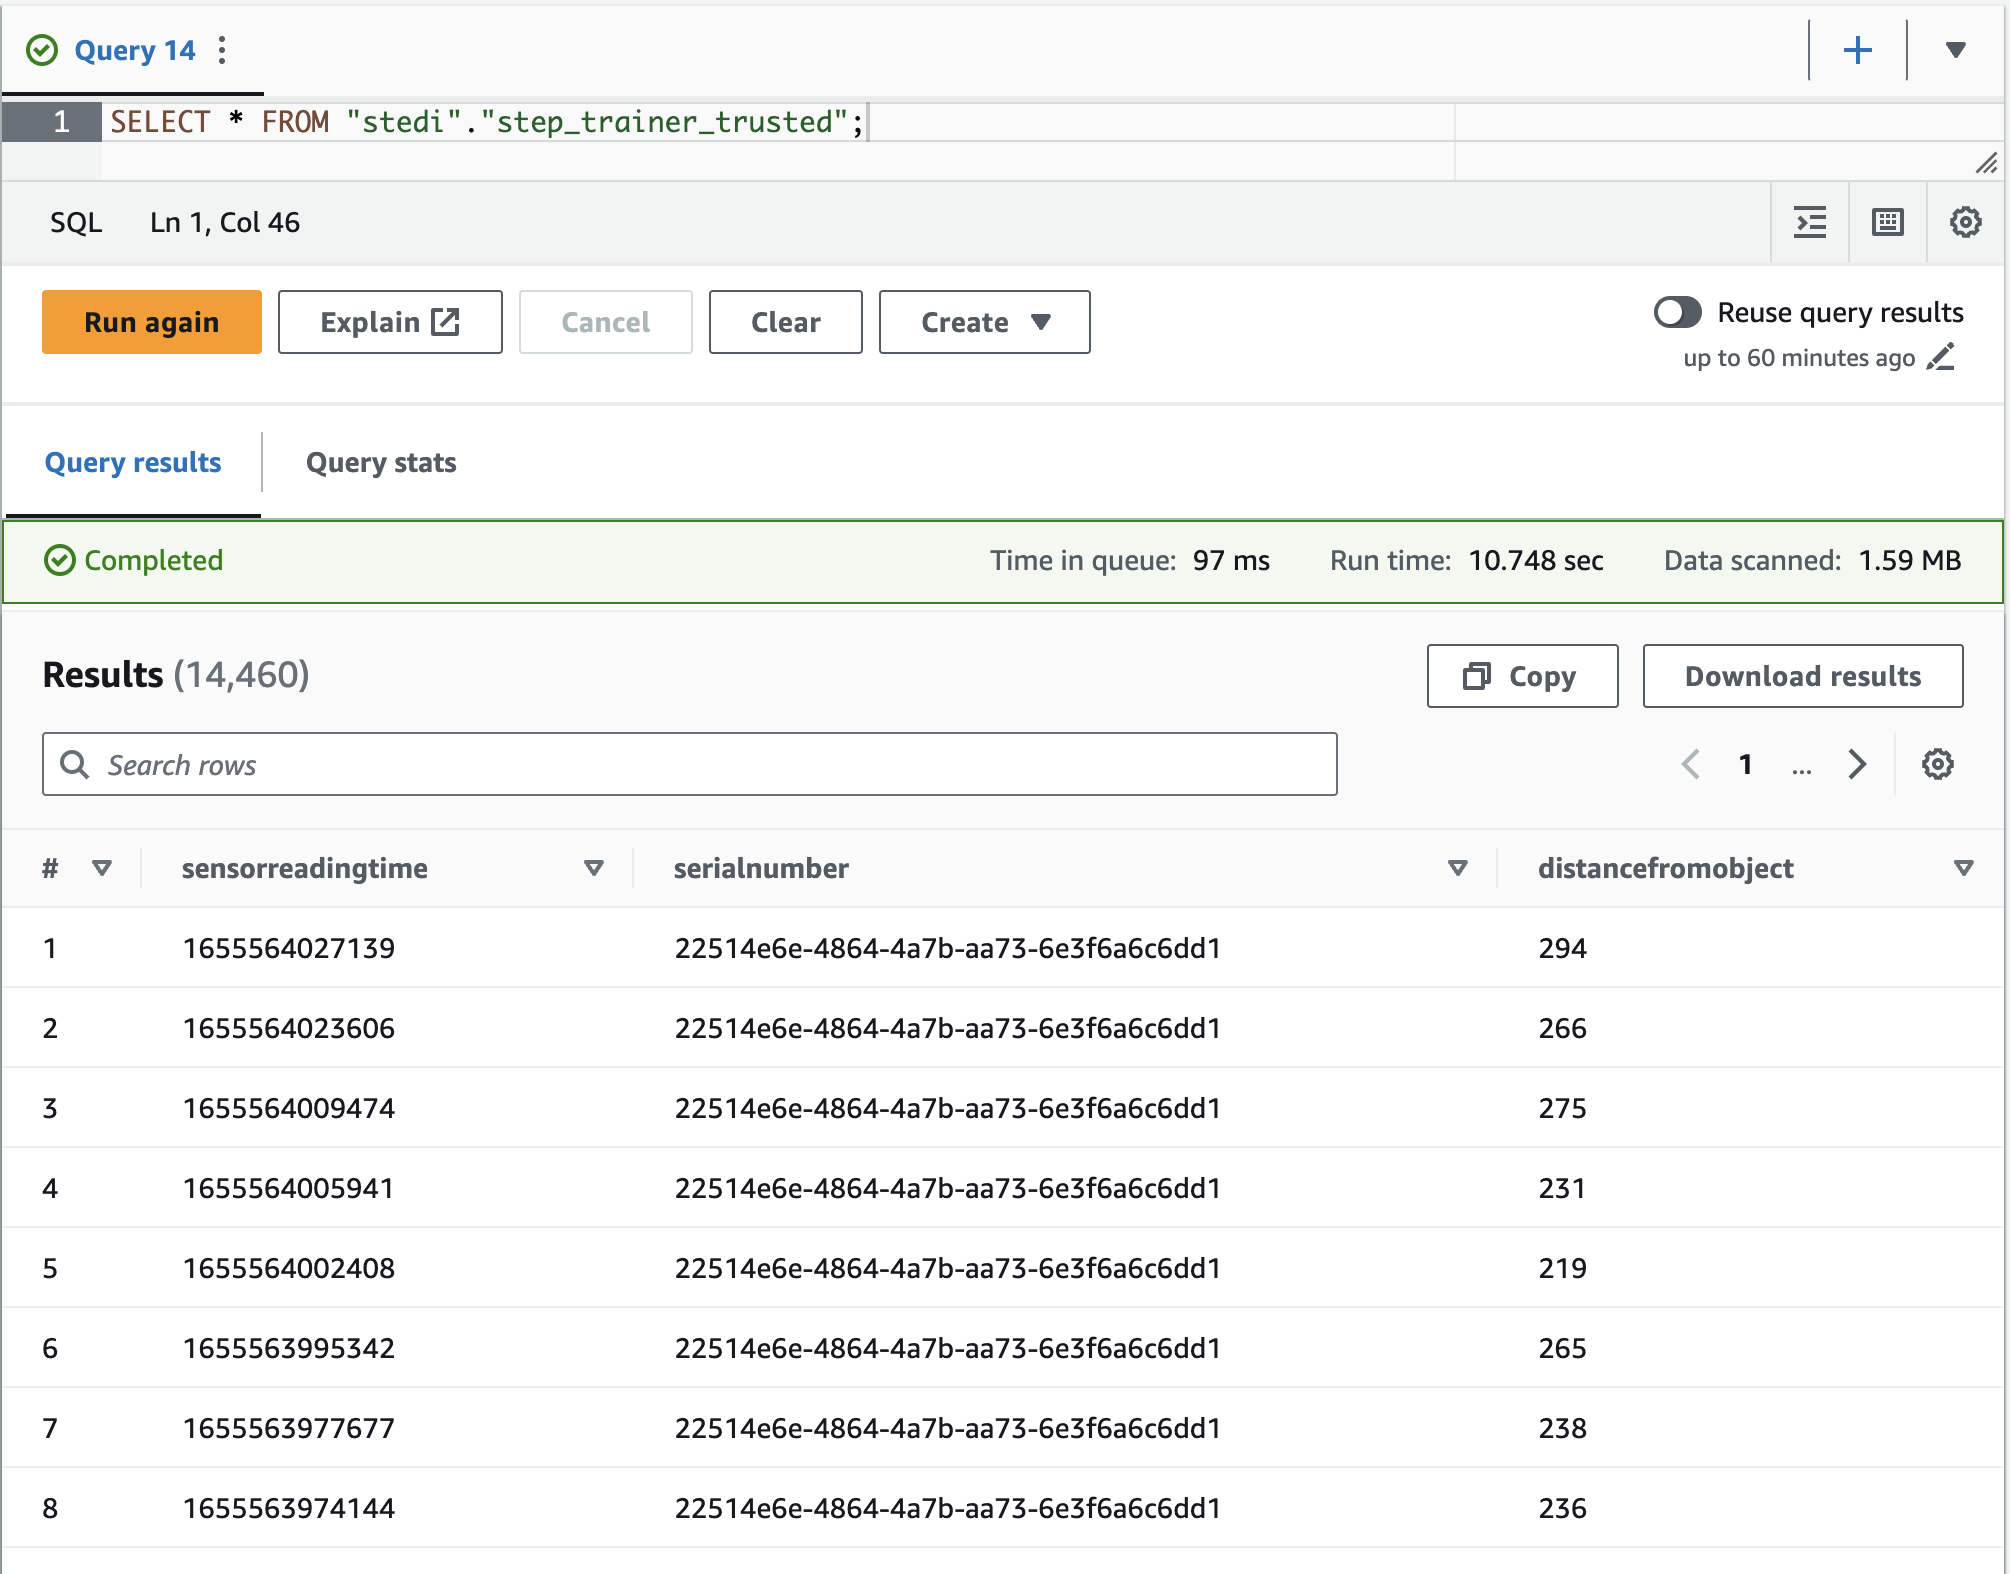 Query 14
1 SELECT * FROM "stedi"."step_trainer_trusted";
SQL Ln 1, Col 46
Run again Explain Cancel Clear Create Reuse query results
up to 60 minutes ago
Query results Query stats
Completed Time in queue: 97 ms Run time: 10.748 sec Data scanned: 1.59 MB
Results (14,460) Copy Download results
Search rows 1 ...
# sensorreadingtime serialnumber distancefromobject
1 1655564027139 22514e6e-4864-4a7b-aa73-6e3f6a6c6dd1 294
2 1655564023606 22514e6e-4864-4a7b-aa73-6e3f6a6c6dd1 266
3 1655564009474 22514e6e-4864-4a7b-aa73-6e3f6a6c6dd1 275
4 1655564005941 22514e6e-4864-4a7b-aa73-6e3f6a6c6dd1 231
5 1655564002408 22514e6e-4864-4a7b-aa73-6e3f6a6c6dd1 219
6 1655563995342 22514e6e-4864-4a7b-aa73-6e3f6a6c6dd1 265
7 1655563977677 22514e6e-4864-4a7b-aa73-6e3f6a6c6dd1 238
8 1655563974144 22514e6e-4864-4a7b-aa73-6e3f6a6c6dd1 236